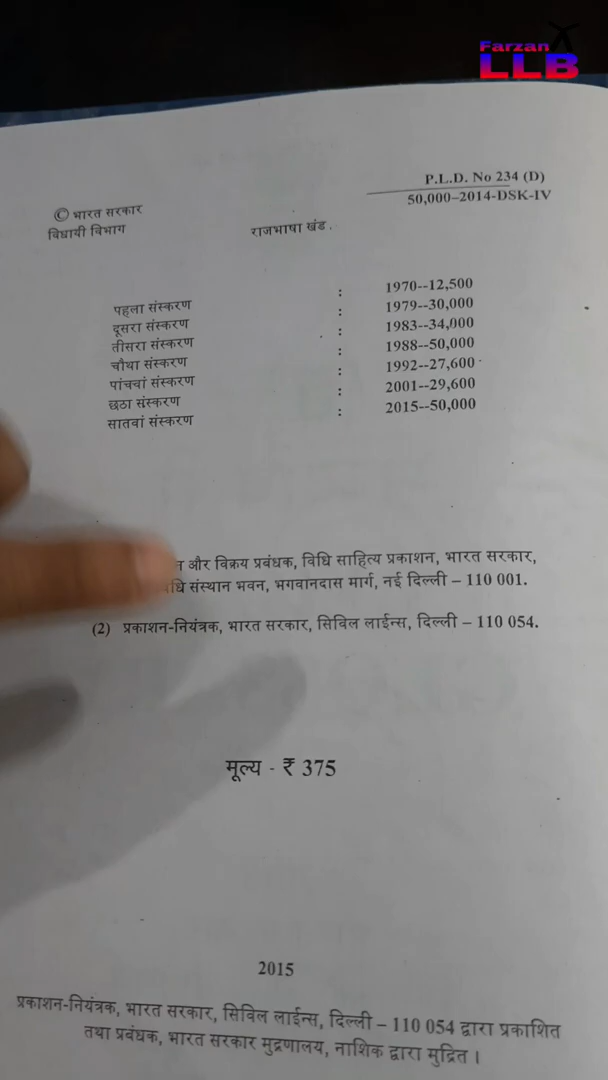 Farzan
LLB
P.L.D. No 234 (D)
50,000–2014-DSK-IV
© भारत सरकार
विधायी विभाग
राजभाषा खंड .
पहला संस्करण : 1970--12,500
दूसरा संस्करण : 1979--30,000
तीसरा संस्करण : 1983--34,000
चौथा संस्करण : 1988--50,000
पांचवां संस्करण : 1992--27,600
छठा संस्करण : 2001--29,600
सातवां संस्करण : 2015--50,000
और विक्रय प्रबंधक, विधि साहित्य प्रकाशन, भारत सरकार,
संस्थान भवन, भगवानदास मार्ग, नई दिल्ली – 110 001.
(2) प्रकाशन-नियंत्रक, भारत सरकार, सिविल लाईन्स, दिल्ली – 110 054.
मूल्य - ₹ 375
2015
प्रकाशन-नियंत्रक, भारत सरकार, सिविल लाईन्स, दिल्ली – 110 054 द्वारा प्रकाशित
तथा प्रबंधक, भारत सरकार मुद्रणालय, नाशिक द्वारा मुद्रित ।